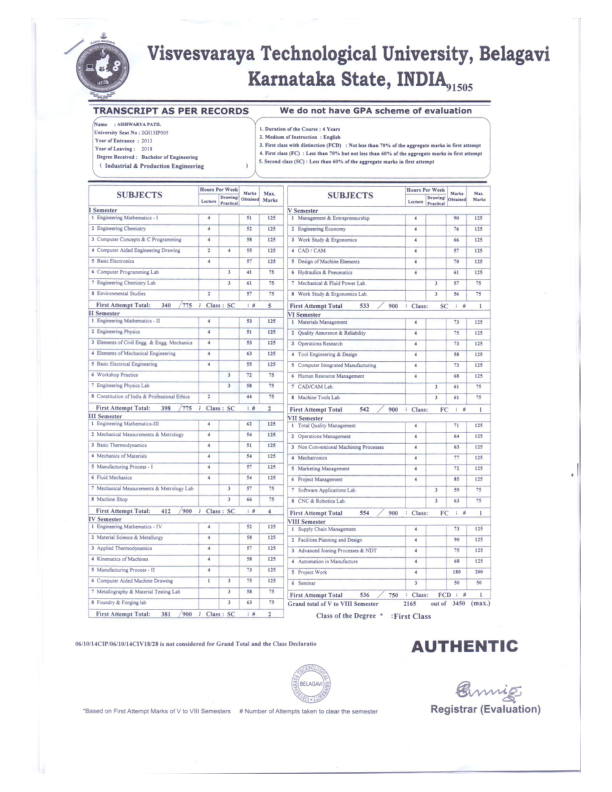 Visvesvaraya Technological University, Belagavi
Karnataka State, INDIA 91505
TRANSCRIPT AS PER RECORDS We do not have GPA scheme of evaluation
Name : AISHWARYA PATIL
University Seat No : 2GI13IP005
Year of Entrance : 2013
Year of Leaving : 2018
Degree Received : Bachelor of Engineering
( Industrial & Production Engineering )
1. Duration of the Course : 4 Years
2. Medium of Instruction : English
3. First class with distinction (FCD) : Not less than 70% of the aggregate marks in first attempt
4. First class (FC) : Less than 70% but not less than 60% of the aggregate marks in first attempt
5. Second class (SC) : Less than 60% of the aggregate marks in first attempt
SUBJECTS Hours Per Week Lecture Drawing/ Practical Marks Obtained Max. Marks
I Semester
1 Engineering Mathematics - I 4 51 125
2 Engineering Chemistry 4 52 125
3 Computer Concepts & C Programming 4 58 125
4 Computer Aided Engineering Drawing 2 4 55 125
5 Basic Electronics 4 57 125
6 Computer Programming Lab 3 41 75
7 Engineering Chemistry Lab 3 61 75
8 Environmental Studies 2 57 75
First Attempt Total: 340 /775 / Class : SC / # 5
II Semester
1 Engineering Mathematics - II 4 53 125
2 Engineering Physics 4 51 125
3 Elements of Civil Engg. & Engg. Mechanics 4 53 125
4 Elements of Mechanical Engineering 4 63 125
5 Basic Electrical Engineering 4 55 125
6 Workshop Practice 3 72 75
7 Engineering Physics Lab 3 58 75
8 Constitution of India & Professional Ethics 2 44 75
First Attempt Total: 398 /775 / Class : SC / # 2
III Semester
1 Engineering Mathematics-III 4 62 125
2 Mechanical Measurements & Metrology 4 54 125
3 Basic Thermodynamics 4 51 125
4 Mechanics of Materials 4 54 125
5 Manufacturing Process - I 4 57 125
6 Fluid Mechanics 4 54 125
7 Mechanical Measurements & Metrology Lab 3 57 75
8 Machine Shop 3 66 75
First Attempt Total: 412 /900 / Class : SC / # 4
IV Semester
1 Engineering Mathematics - IV 4 52 125
2 Material Science & Metallurgy 4 58 125
3 Applied Thermodynamics 4 57 125
4 Kinematics of Machines 4 58 125
5 Manufacturing Process - II 4 73 125
6 Computer Aided Machine Drawing 1 3 75 125
7 Metallography & Material Testing Lab 3 58 75
8 Foundry & Forging lab 3 63 75
First Attempt Total: 381 /900 / Class : SC / # 2
SUBJECTS Hours Per Week Lecture Drawing/ Practical Marks Obtained Max. Marks
V Semester
1 Management & Entrepreneurship 4 90 125
2 Engineering Economy 4 76 125
3 Work Study & Ergonomics 4 66 125
4 CAD / CAM 4 57 125
5 Design of Machine Elements 4 70 125
6 Hydraulics & Pneumatics 4 61 125
7 Mechanical & Fluid Power Lab. 3 57 75
8 Work Study & Ergonomics Lab. 3 56 75
First Attempt Total 533 / 900 / Class: SC / # 1
VI Semester
1 Materials Management 4 73 125
2 Quality Assurance & Reliability 4 75 125
3 Operations Research 4 73 125
4 Tool Engineering & Design 4 58 125
5 Computer Integrated Manufacturing 4 73 125
6 Human Resource Management 4 68 125
7 CAD/CAM Lab. 3 61 75
8 Machine Tools Lab 3 61 75
First Attempt Total 542 / 900 / Class: FC / # 1
VII Semester
1 Total Quality Management 4 71 125
2 Operations Management 4 64 125
3 Non Conventional Machining Processes 4 63 125
4 Mechatronics 4 77 125
5 Marketing Management 4 72 125
6 Project Management 4 85 125
7 Software Applications Lab 3 59 75
8 CNC & Robotics Lab. 3 63 75
First Attempt Total 554 / 900 / Class: FC / # 1
VIII Semester
1 Supply Chain Management 4 73 125
2 Facilities Planning and Design 4 90 125
3 Advanced Joining Processes & NDT 4 75 125
4 Automation in Manufacture 4 68 125
5 Project Work 4 180 200
6 Seminar 3 50 50
First Attempt Total 536 / 750 / Class: FCD / # 1
Grand total of V to VIII Semester 2165 out of 3450 (max.)
Class of the Degree * :First Class
06/10/14CIP/06/10/14CIV18/28 is not considered for Grand Total and the Class Declaratio
AUTHENTIC
BELAGAVI
Registrar (Evaluation)
*Based on First Attempt Marks of V to VIII Semesters # Number of Attempts taken to clear the semester